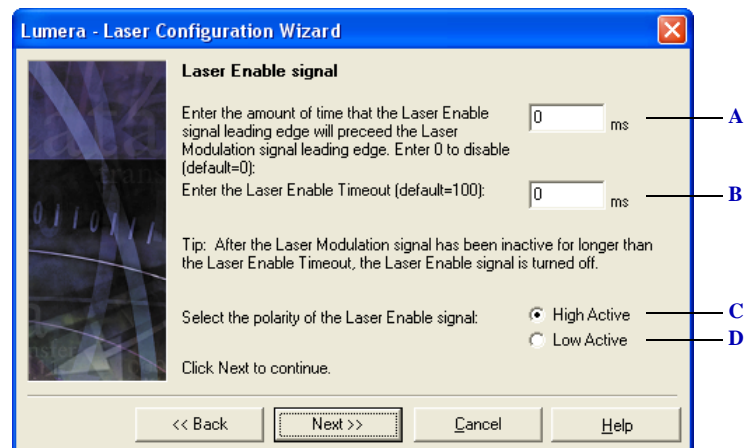 Lumera - Laser Configuration Wizard
Laser Enable signal
Enter the amount of time that the Laser Enable
signal leading edge will preceed the Laser
Modulation signal leading edge. Enter 0 to disable
(default=0):
0 ms
A
Enter the Laser Enable Timeout (default=100):
0 ms
B
Tip: After the Laser Modulation signal has been inactive for longer than
the Laser Enable Timeout, the Laser Enable signal is turned off.
Select the polarity of the Laser Enable signal:
High Active
C
Low Active
D
Click Next to continue.
<< Back
Next >>
Cancel
Help